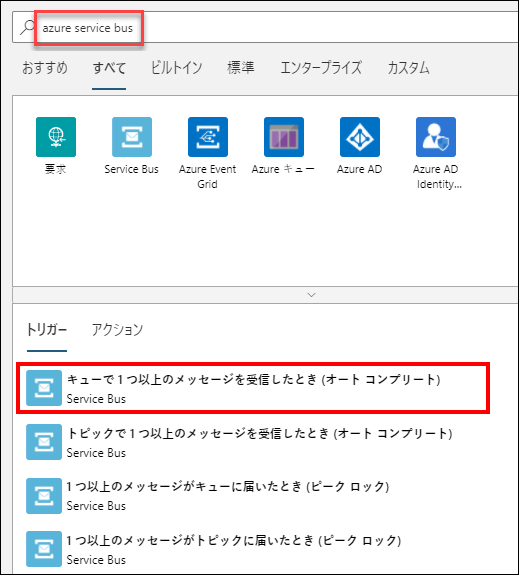 azure service bus
おすすめ すべて ビルトイン 標準 エンタープライズ カスタム
要求 Service Bus Azure Event Grid Azure キュー Azure AD Azure AD Identity...
トリガー アクション
キューで 1 つ以上のメッセージを受信したとき (オート コンプリート)
Service Bus
トピックで 1 つ以上のメッセージを受信したとき (オート コンプリート)
Service Bus
1 つ以上のメッセージがキューに届いたとき (ピーク ロック)
Service Bus
1 つ以上のメッセージがトピックに届いたとき (ピーク ロック)
Service Bus